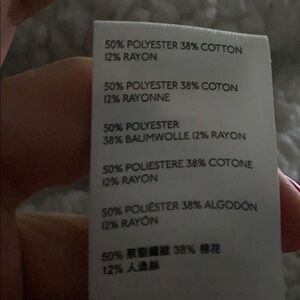 50% POLYESTER 38% COTTON
12% RAYON
50% POLYESTER 38% COTON
12% RAYONNE
50% POLYESTER
38% BAUMWOLLE 12% RAYON
50% POLIESTERE 38% COTONE
12% RAYON
50% POLIÉSTER 38% ALGODÓN
12% RAYÓN
50% 聚酯纖維 38% 棉花
12% 人造絲